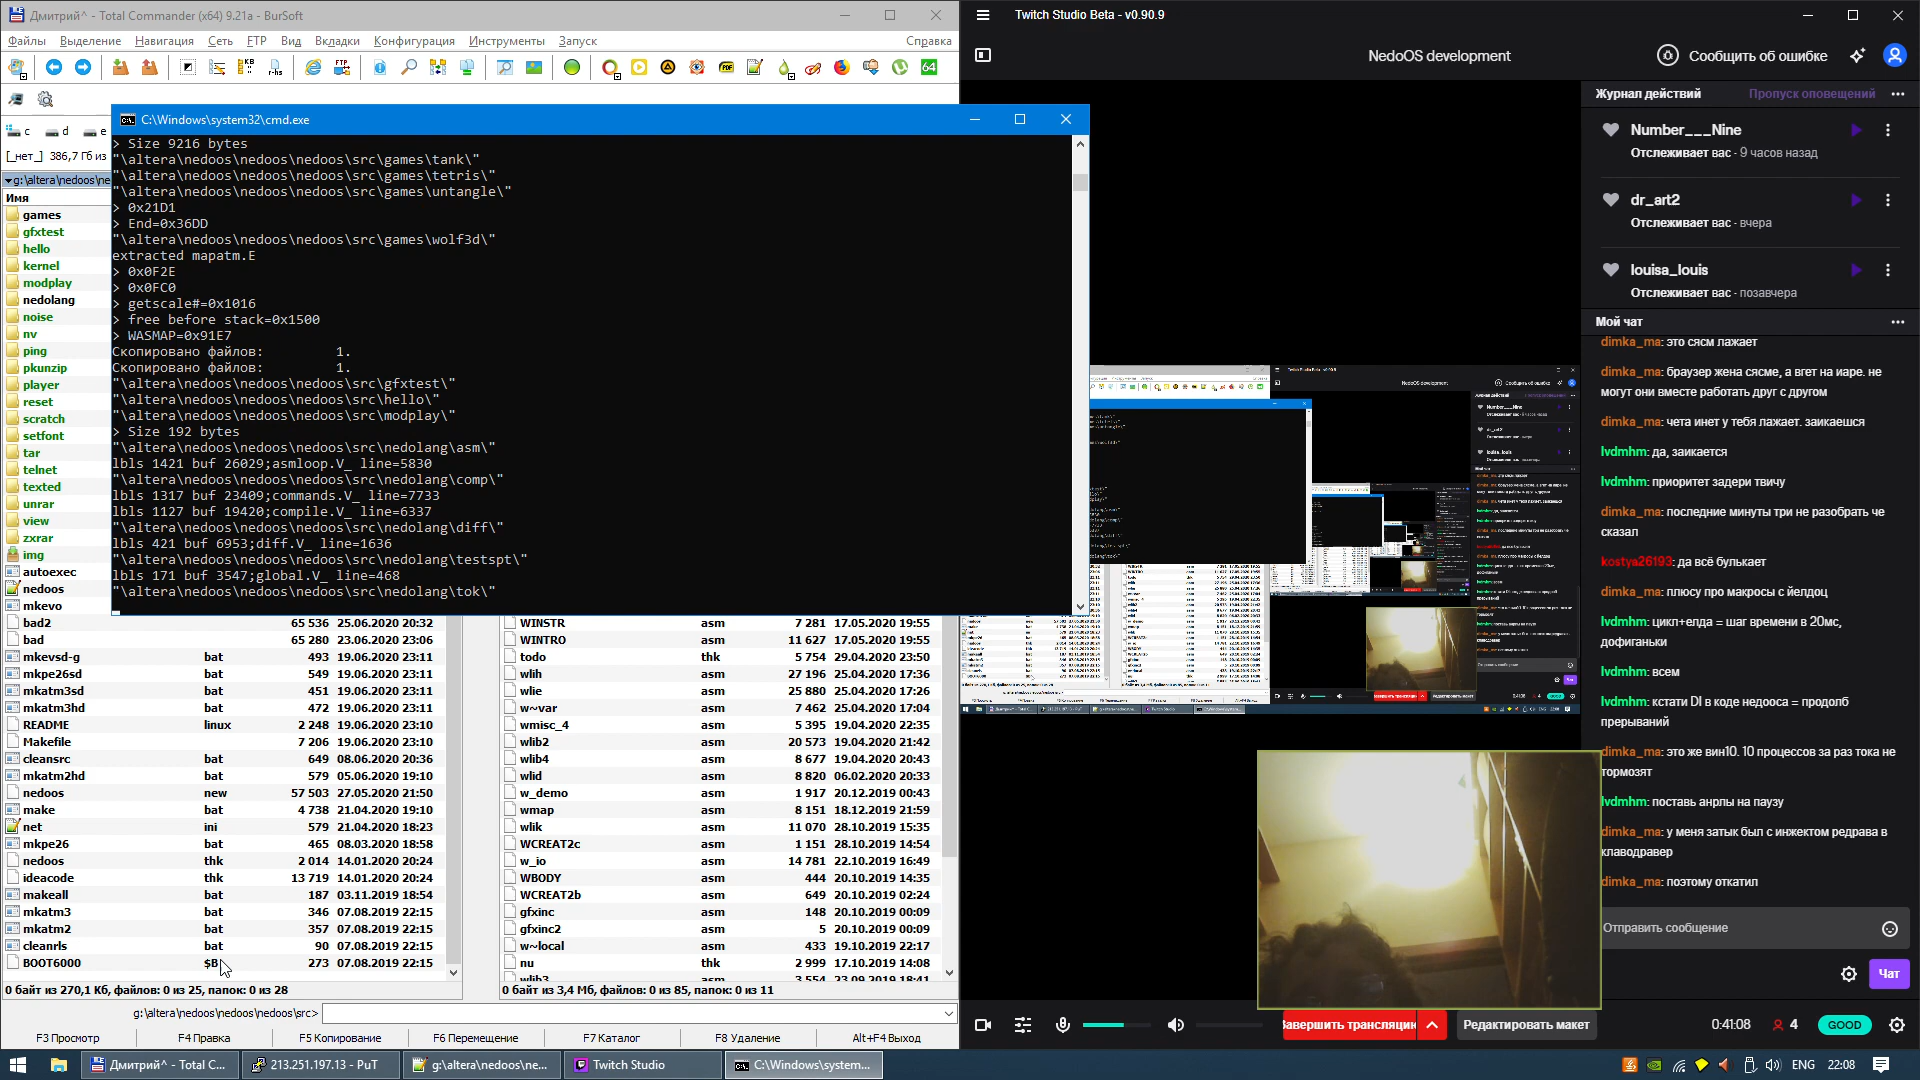 Дмитрий^ - Total Commander (x64) 9.21a - BurSoft
Файлы Выделение Навигация Сеть FTP Вид Вкладки Конфигурация Инструменты Запуск Справка
c d e
[_нет_] 386,7 Гб из
g:\altera\nedoos\ne
Имя
games
gfxtest
hello
kernel
modplay
nedolang
noise
nv
ping
pkunzip
player
reset
scratch
setfont
tar
telnet
texted
unrar
view
zxrar
img
autoexec
nedoos
mkevo
bad2 65 536 25.06.2020 20:32
bad 65 280 23.06.2020 23:06
mkevsd-g bat 493 19.06.2020 23:11
mkpe26sd bat 549 19.06.2020 23:11
mkatm3sd bat 451 19.06.2020 23:11
mkatm3hd bat 472 19.06.2020 23:11
README linux 2 248 19.06.2020 23:10
Makefile 7 206 19.06.2020 23:10
cleansrc bat 649 08.06.2020 20:36
mkatm2hd bat 579 05.06.2020 19:10
nedoos new 57 503 27.05.2020 21:50
make bat 4 738 21.04.2020 19:10
net ini 579 21.04.2020 18:23
mkpe26 bat 465 08.03.2020 18:58
nedoos thk 2 014 14.01.2020 20:24
ideacode thk 13 719 14.01.2020 20:24
makeall bat 187 03.11.2019 18:54
mkatm3 bat 346 07.08.2019 22:15
mkatm2 bat 357 07.08.2019 22:15
cleanrls bat 90 07.08.2019 22:15
BOOT6000 $B 273 07.08.2019 22:15
0 байт из 270,1 Кб, файлов: 0 из 25, папок: 0 из 28
C:\Windows\system32\cmd.exe
> Size 9216 bytes
"\altera\nedoos\nedoos\nedoos\src\games\tank\"
"\altera\nedoos\nedoos\nedoos\src\games\tetris\"
"\altera\nedoos\nedoos\nedoos\src\games\untangle\"
> 0x21D1
> End=0x36DD
"\altera\nedoos\nedoos\nedoos\src\games\wolf3d\"
extracted mapatm.E
> 0x0F2E
> 0x0FC0
> getscale#=0x1016
> free before stack=0x1500
> WASMAP=0x91E7
Скопировано файлов: 1.
Скопировано файлов: 1.
"\altera\nedoos\nedoos\nedoos\src\gfxtest\"
"\altera\nedoos\nedoos\nedoos\src\hello\"
"\altera\nedoos\nedoos\nedoos\src\modplay\"
> Size 192 bytes
"\altera\nedoos\nedoos\nedoos\src\nedolang\asm\"
lbls 1421 buf 26029;asmloop.V_ line=5830
"\altera\nedoos\nedoos\nedoos\src\nedolang\comp\"
lbls 1317 buf 23409;commands.V_ line=7733
lbls 1127 buf 19420;compile.V_ line=6337
"\altera\nedoos\nedoos\nedoos\src\nedolang\diff\"
lbls 421 buf 6953;diff.V_ line=1636
"\altera\nedoos\nedoos\nedoos\src\nedolang\testspt\"
lbls 171 buf 3547;global.V_ line=468
"\altera\nedoos\nedoos\nedoos\src\nedolang\tok\"
WINSTR asm 7 281 17.05.2020 19:55
WINTRO asm 11 627 17.05.2020 19:55
todo thk 5 754 29.04.2020 23:50
wlih asm 27 196 25.04.2020 17:36
wlie asm 25 880 25.04.2020 17:26
w~var asm 7 462 25.04.2020 17:04
wmisc_4 asm 5 395 19.04.2020 22:35
wlib2 asm 20 573 19.04.2020 21:42
wlib4 asm 8 677 19.04.2020 20:43
wlid asm 8 820 06.02.2020 20:33
w_demo asm 1 917 20.12.2019 00:43
wmap asm 8 151 18.12.2019 21:59
wlik asm 11 070 28.10.2019 15:35
WCREAT2c asm 1 151 28.10.2019 14:54
w_io asm 14 781 22.10.2019 16:49
WBODY asm 444 20.10.2019 14:35
WCREAT2b asm 649 20.10.2019 02:24
gfxinc asm 148 20.10.2019 00:09
gfxinc2 asm 5 20.10.2019 00:09
w~local asm 433 19.10.2019 22:17
nu thk 2 999 17.10.2019 14:08
wlib3 asm 3 554 23.09.2019 18:41
0 байт из 3,4 Мб, файлов: 0 из 85, папок: 0 из 11
g:\altera\nedoos\nedoos\nedoos\src>
F3 Просмотр F4 Правка F5 Копирование F6 Перемещение F7 Каталог F8 Удаление Alt+F4 Выход
Twitch Studio Beta - v0.90.9
NedoOS development
Сообщить об ошибке
Журнал действий Пропуск оповещений
Number___Nine
Отслеживает вас - 9 часов назад
dr_art2
Отслеживает вас - вчера
louisa_louis
Отслеживает вас - позавчера
Мой чат
dimka_ma: это сясм лажает
dimka_ma: браузер жена сясме, а вгет на иаре. не
могут они вместе работать друг с другом
dimka_ma: чета инет у тебя лажает. заикаешся
lvdmhm: да, заикается
lvdmhm: приоритет задери твичу
dimka_ma: последние минуты три не разобрать че
сказал
kostya26193: да всё булькает
dimka_ma: плюсу про макросы с йелдоц
lvdmhm: цикл+елда = шаг времени в 20мс,
дофиганьки
lvdmhm: всем
lvdmhm: кстати DI в коде недооса = продолб
прерываний
dimka_ma: это же вин10. 10 процессов за раз тока не
тормозят
lvdmhm: поставь анрлы на паузу
dimka_ma: у меня затык был с инжектом редрава в
клаводравер
dimka_ma: поэтому откатил
Отправить сообщение
Чат
Завершить трансляцию Редактировать макет 0:41:08 4 GOOD
Дмитрий^ - Total C... 213.251.197.13 - PuT g:\altera\nedoos\ne... Twitch Studio C:\Windows\system... ENG 22:08